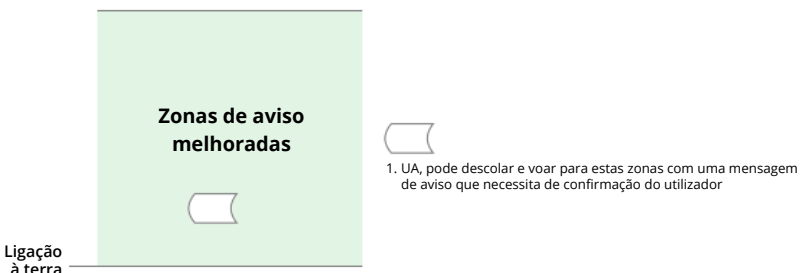 Zonas de aviso
melhoradas
1. UA, pode descolar e voar para estas zonas com uma mensagem
de aviso que necessita de confirmação do utilizador
Ligação
à terra